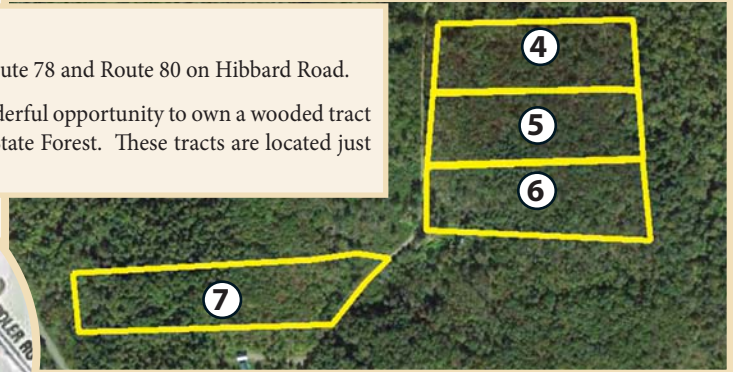 ute 78 and Route 80 on Hibbard Road.
derful opportunity to own a wooded tract
tate Forest. These tracts are located just
4
5
6
7
DLER